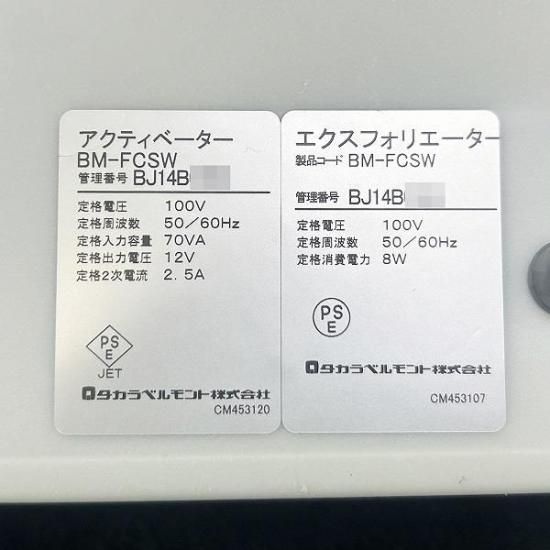 アクティベーター
BM-FCSW
管理番号 BJ14B
定格電圧 100V
定格周波数 50／60Hz
定格入力容量 70VA
定格出力電圧 12V
定格2次電流 2.5A
PS
E
JET
タカラベルモント株式会社
CM453120
エクスフォリエーター
製品コード BM-FCSW
管理番号 BJ14B
定格電圧 100V
定格周波数 50／60Hz
定格消費電力 8W
PS
E
タカラベルモント株式会社
CM453107